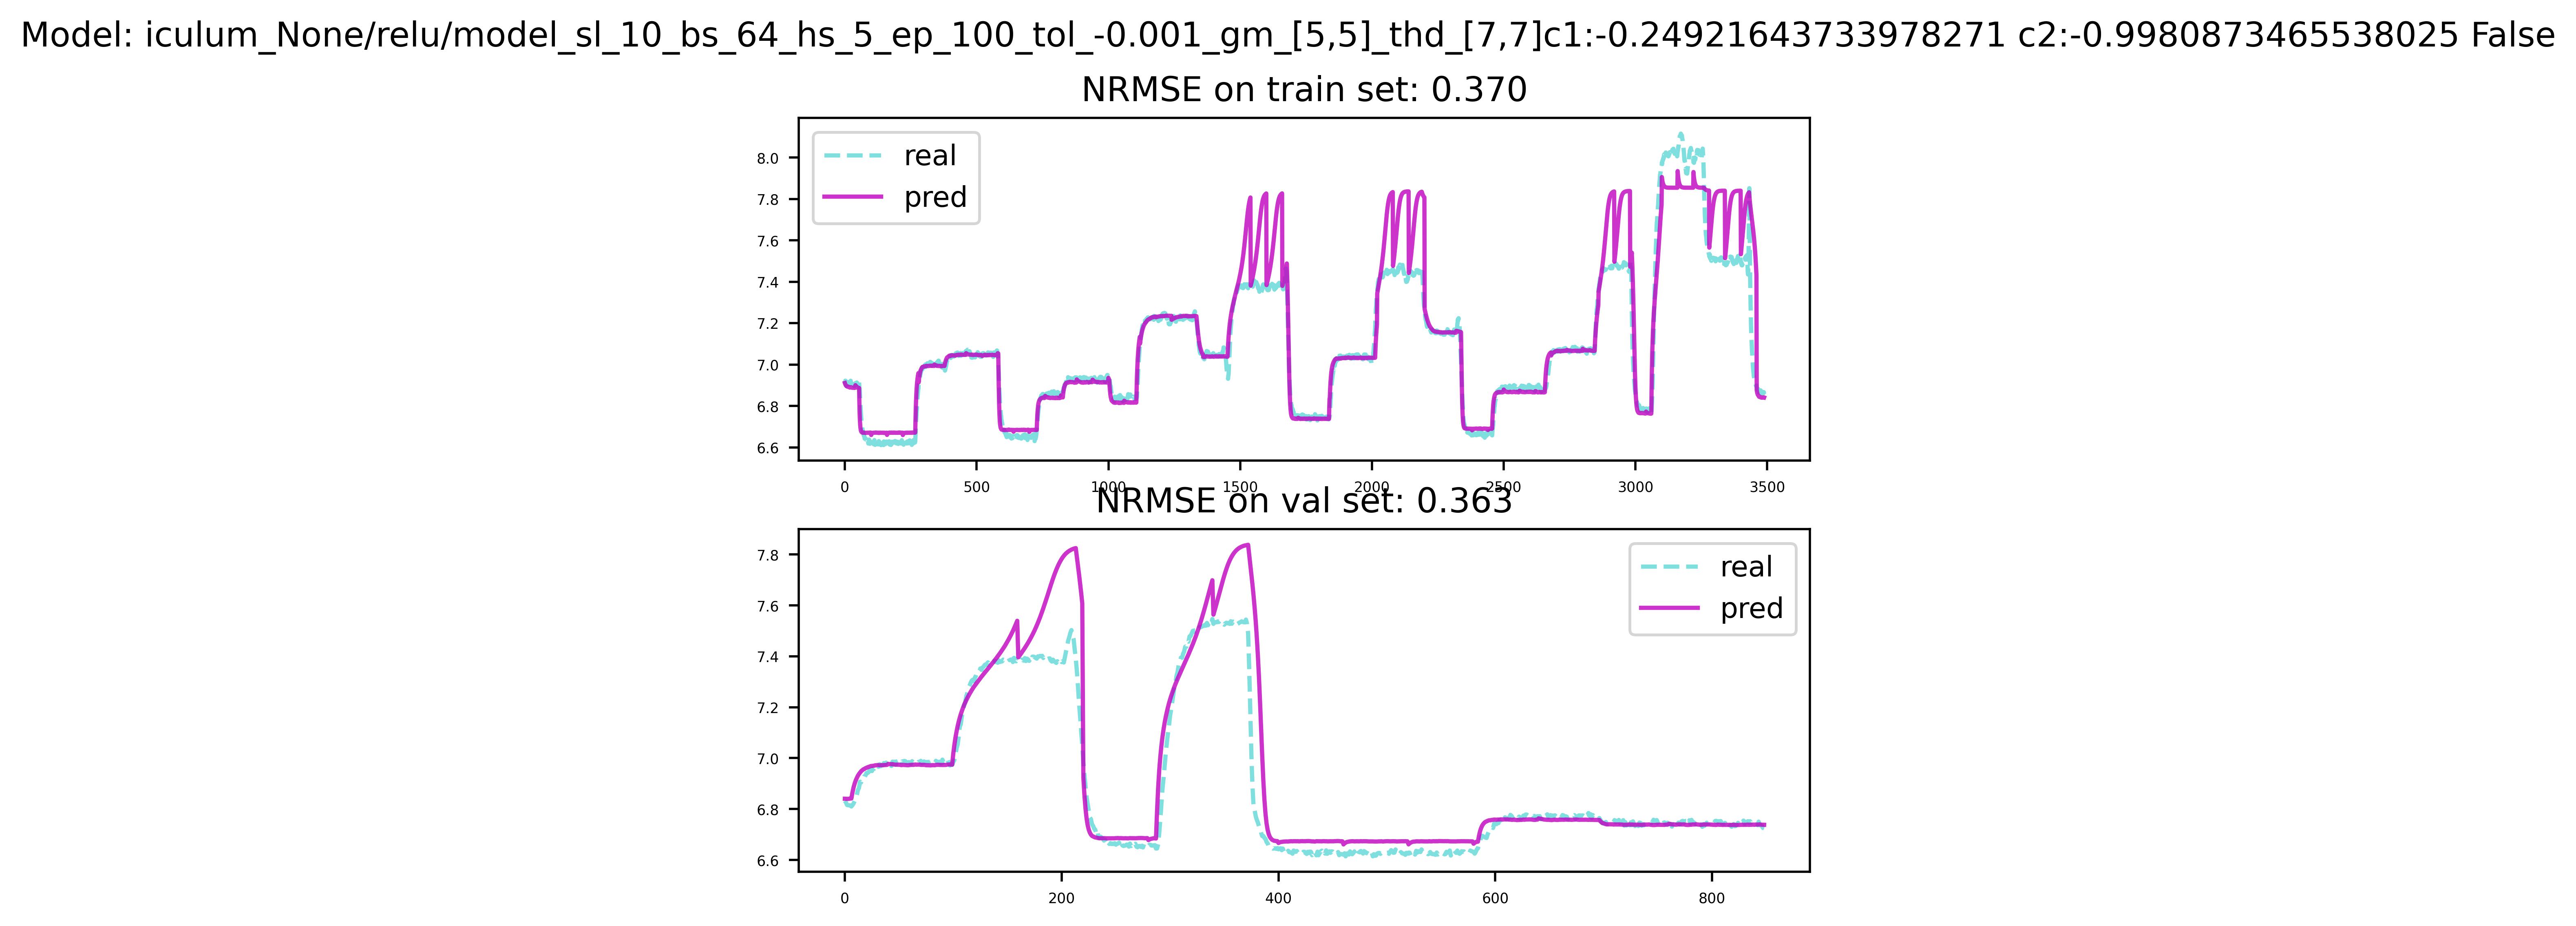 Model: iculum_None/relu/model_sl_10_bs_64_hs_5_ep_100_tol_-0.001_gm_[5,5]_thd_[7,7]c1:-0.24921643733978271 c2:-0.9980873465538025 False
NRMSE on train set: 0.370
real
pred
8.0
7.8
7.6
7.4
7.2
7.0
6.8
6.6
0 500 1000 1500 2000 2500 3000 3500
NRMSE on val set: 0.363
real
pred
7.8
7.6
7.4
7.2
7.0
6.8
6.6
0 200 400 600 800